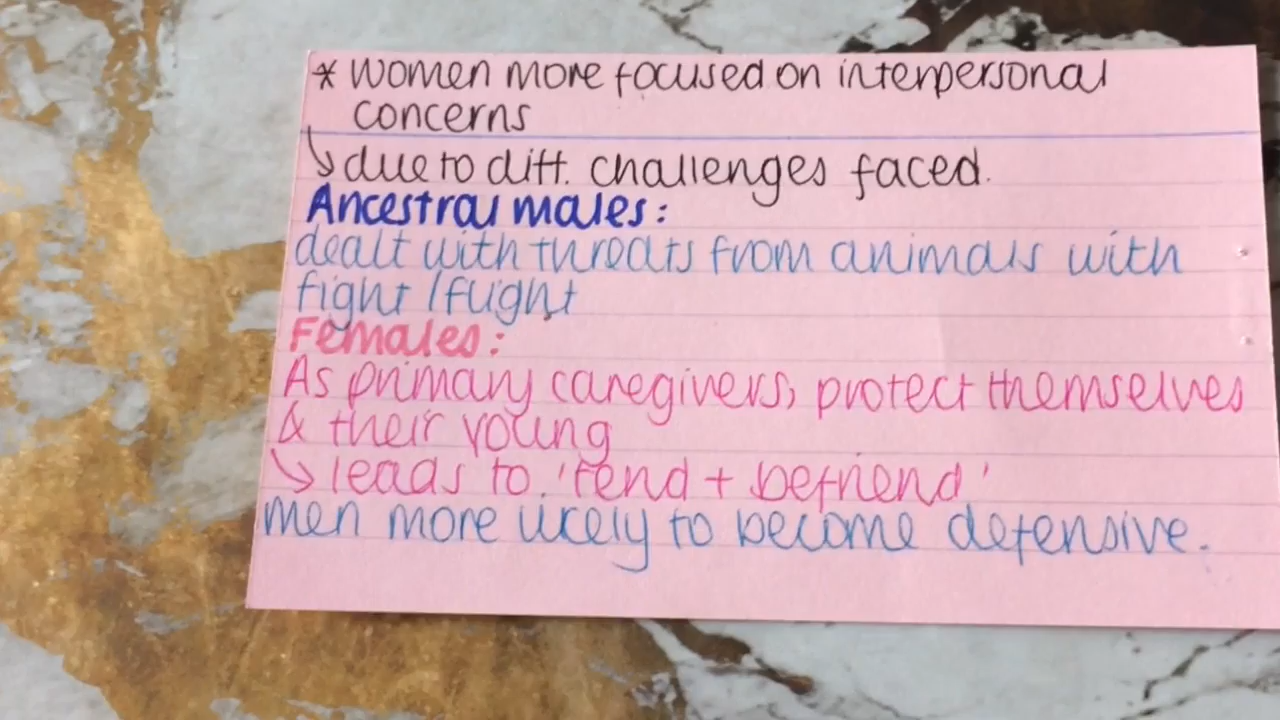 * women more focused on interpersonal
concerns
↳ due to diff. challenges faced.
Ancestral males:
dealt with threats from animals with
fight/flight
Females:
As primary caregivers, protect themselves
& their young
↳ leads to 'tend + befriend'
men more likely to become defensive.